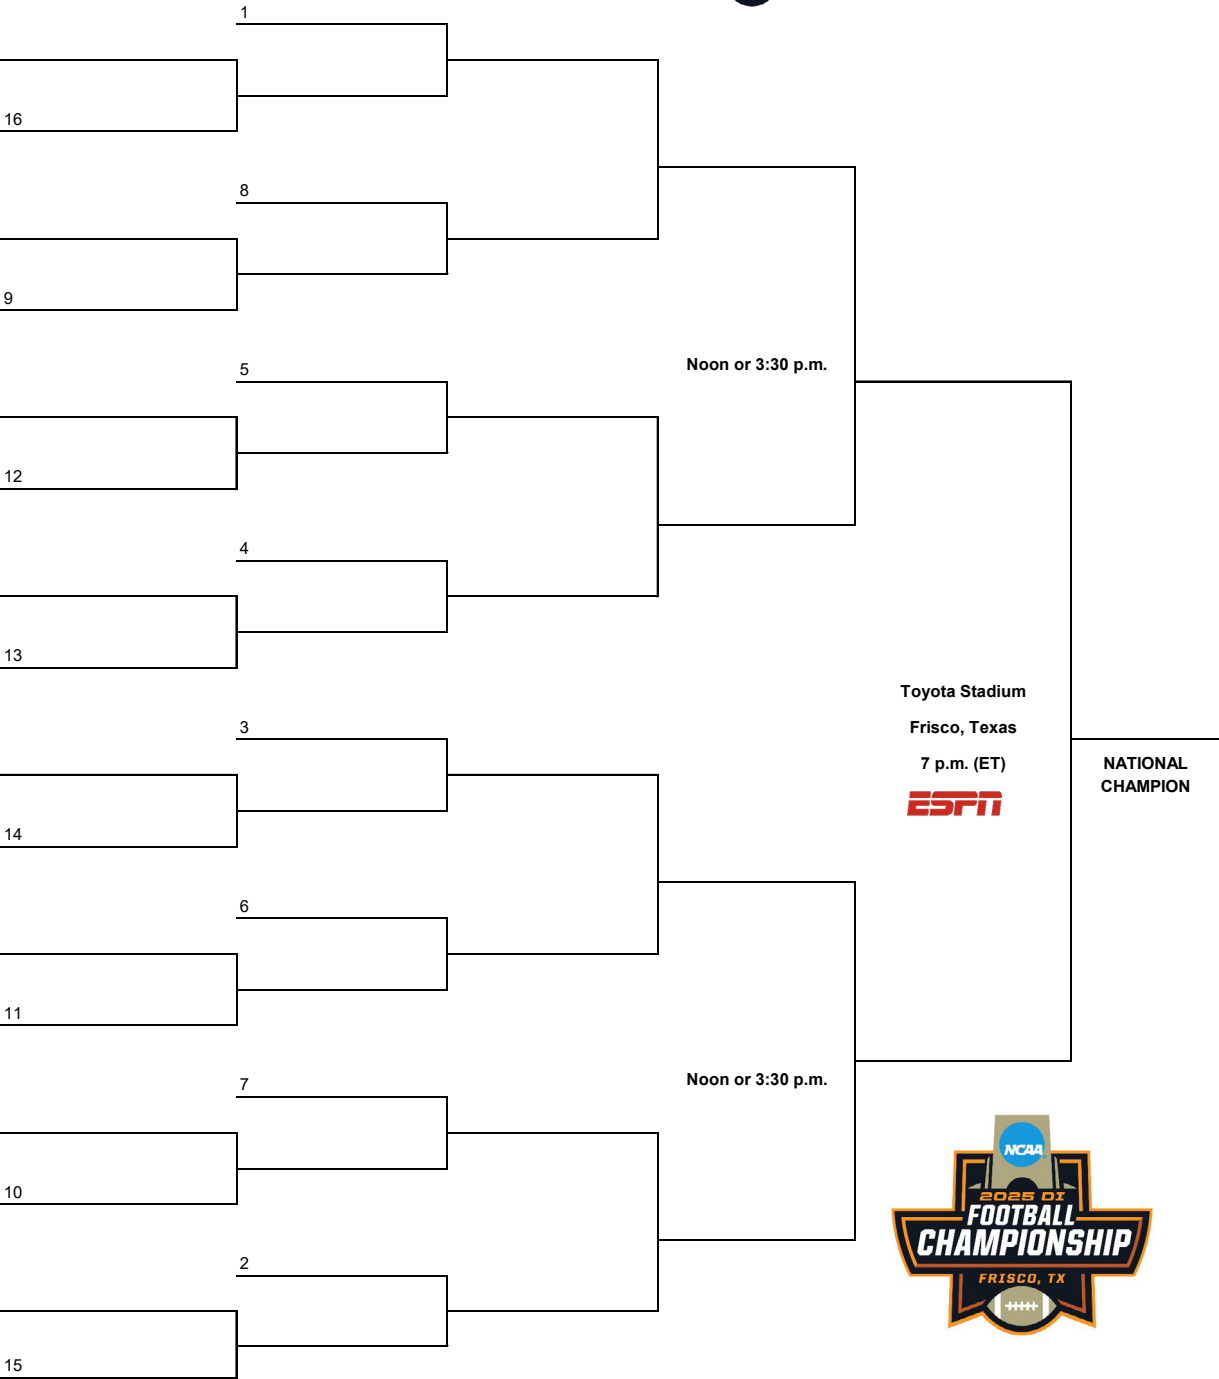 1
16
8
9
Noon or 3:30 p.m.
5
12
4
13
Toyota Stadium
Frisco, Texas
3
7 p.m. (ET)
NATIONAL
CHAMPION
ESPN
14
6
11
Noon or 3:30 p.m.
7
NCAA
10
2025 DI
FOOTBALL
CHAMPIONSHIP
FRISCO, TX
2
15